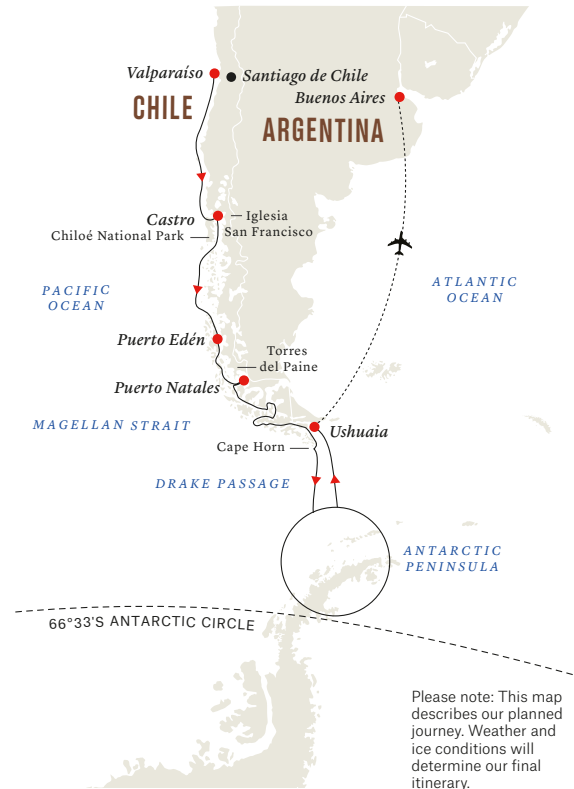 Valparaíso
Santiago de Chile
Buenos Aires
CHILE
ARGENTINA
Castro
Iglesia
San Francisco
Chiloé National Park
PACIFIC
OCEAN
ATLANTIC
OCEAN
Puerto Edén
Torres
del Paine
Puerto Natales
MAGELLAN STRAIT
Ushuaia
Cape Horn
DRAKE PASSAGE
ANTARCTIC
PENINSULA
66°33'S ANTARCTIC CIRCLE
Please note: This map
describes our planned
journey. Weather and
ice conditions will
determine our final
itinerary.